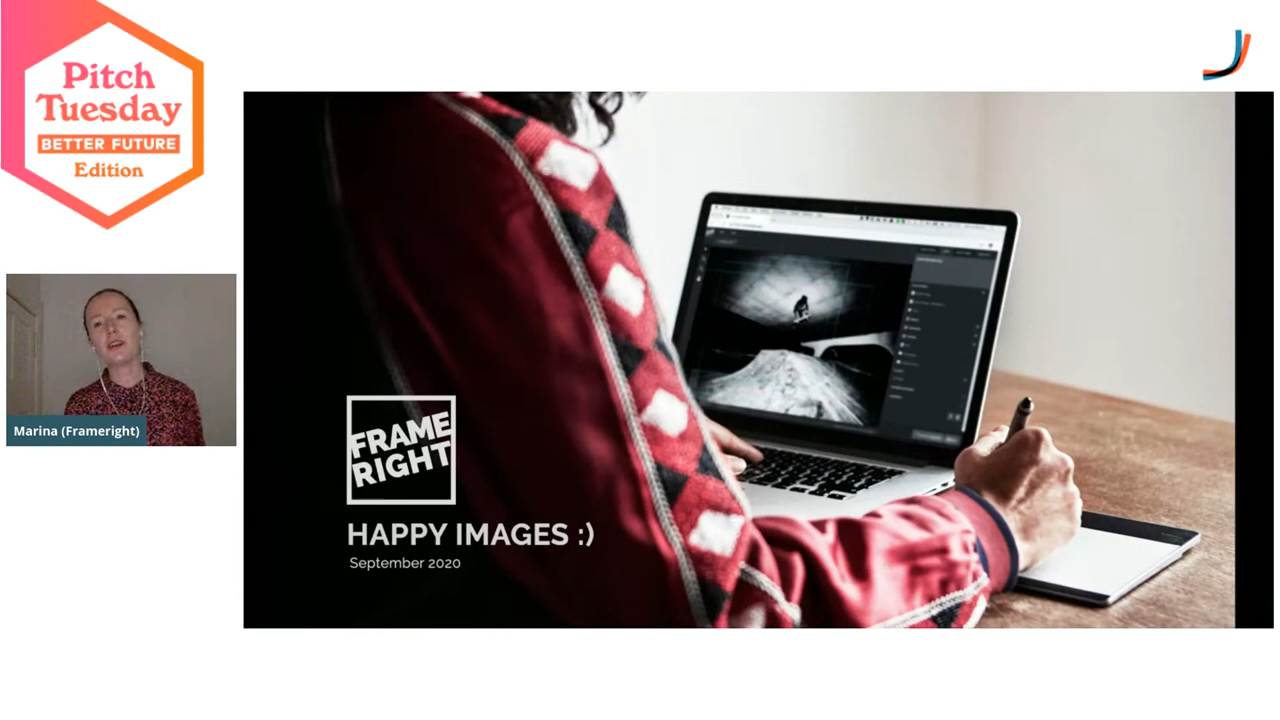 Pitch
Tuesday
BETTER FUTURE
Edition
Marina (Frameright)
FRAME
RIGHT
HAPPY IMAGES :)
September 2020